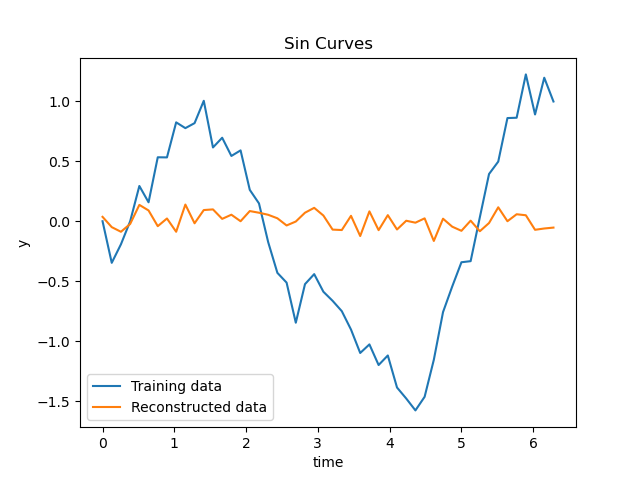 Sin Curves
1.0
0.5
0.0
−0.5
−1.0
−1.5
y
Training data
Reconstructed data
0 1 2 3 4 5 6
time